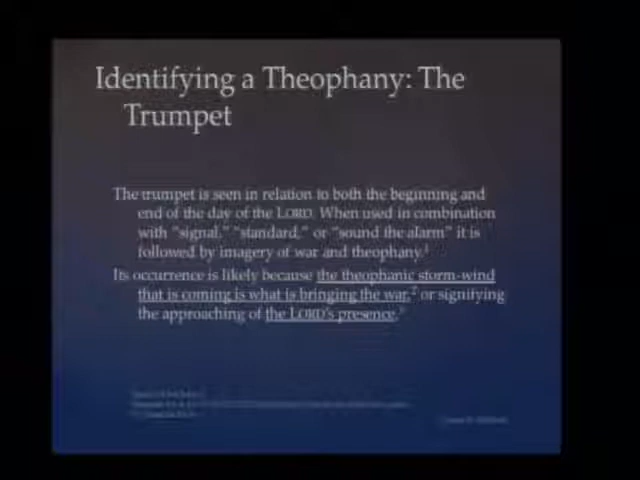 Identifying a Theophany: The
Trumpet
The trumpet is seen in relation to both the beginning and
end of the day of the LORD. When used in combination
with "signal," "standard," or "sound the alarm" it is
followed by imagery of war and theophany.¹
Its occurrence is likely because the theophanic storm-wind
that is coming is what is bringing the war,² or signifying
the approaching of the LORD's presence.³